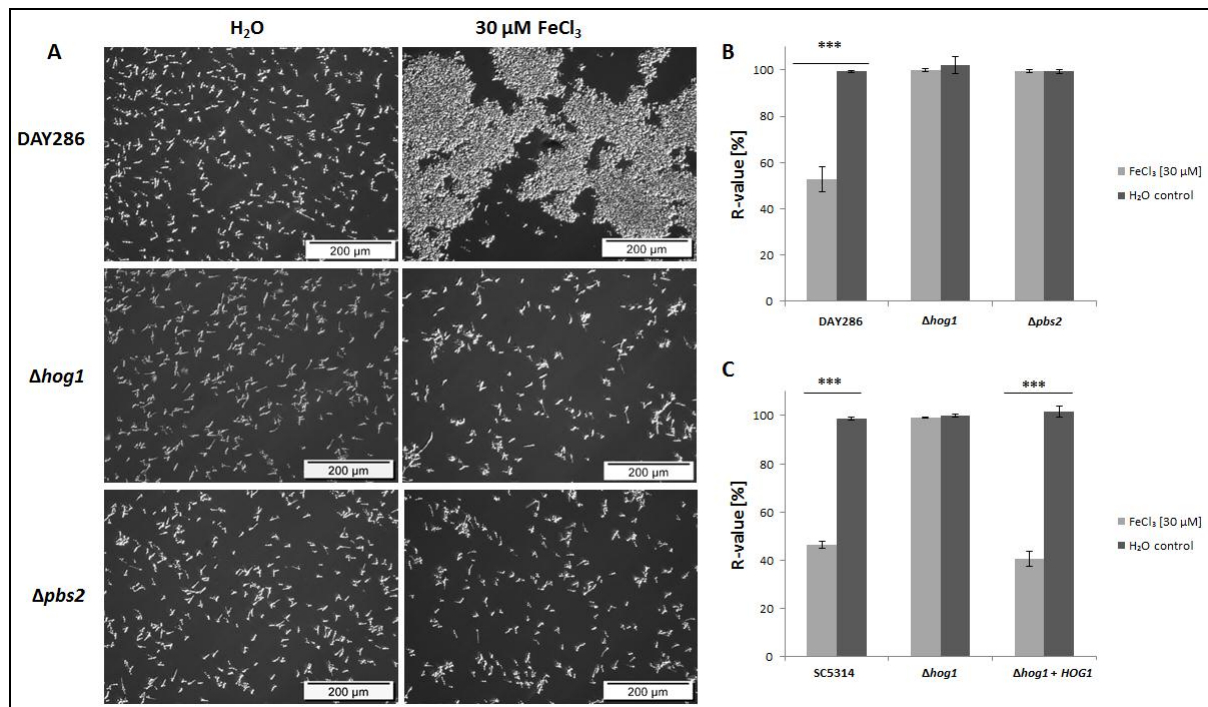 A
H₂O
30 µM FeCl₃
DAY286
200 µm
200 µm
Δhog1
200 µm
200 µm
Δpbs2
200 µm
200 µm
B
***
R-value [%]
100
80
60
40
20
0
DAY286
Δhog1
Δpbs2
FeCl₃ [30 µM]
H₂O control
C
***
***
R-value [%]
100
80
60
40
20
0
SC5314
Δhog1
Δhog1 + HOG1
FeCl₃ [30 µM]
H₂O control